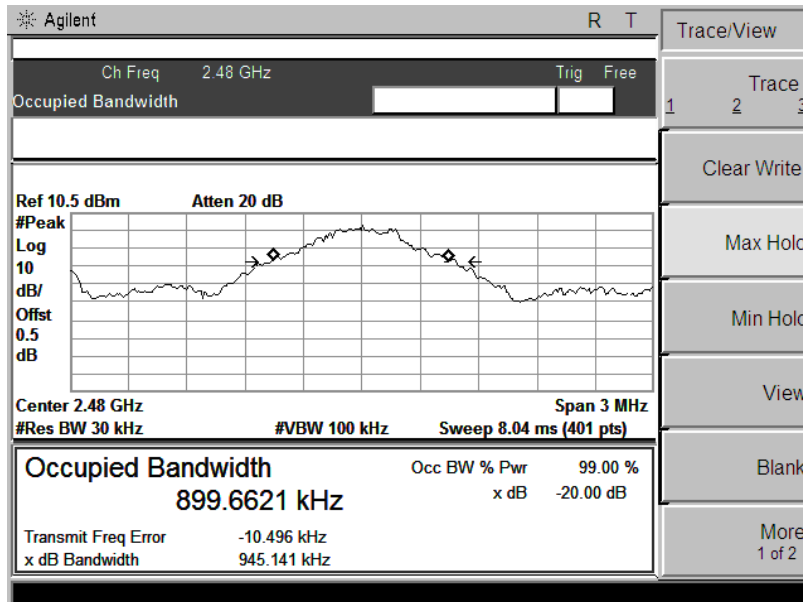 Agilent R T
Trace/View
Ch Freq 2.48 GHz Trig Free
Occupied Bandwidth
Trace
1 2 3
Clear Write
Max Hold
Min Hold
View
Blank
More
1 of 2
Ref 10.5 dBm Atten 20 dB
#Peak
Log
10
dB/
Offset
0.5
dB
Center 2.48 GHz Span 3 MHz
#Res BW 30 kHz #VBW 100 kHz Sweep 8.04 ms (401 pts)
Occupied Bandwidth
899.6621 kHz
Occ BW % Pwr 99.00 %
x dB -20.00 dB
Transmit Freq Error -10.496 kHz
x dB Bandwidth 945.141 kHz